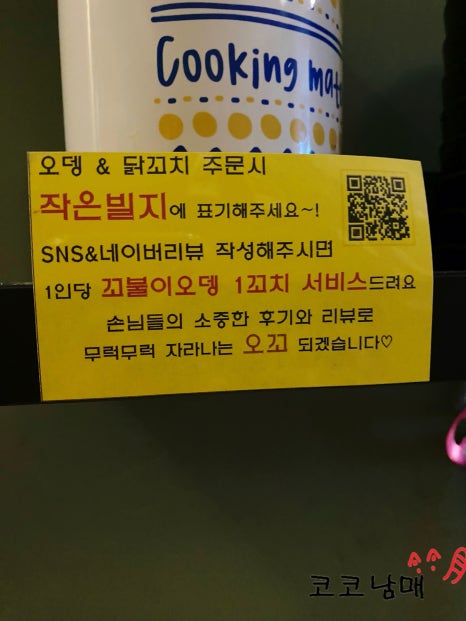 Cooking mat
오뎅 & 닭꼬치 주문시
작은빌지에 표기해주세요~!
SNS&네이버리뷰 작성해주시면
1인당 꼬불이오뎅 1꼬치 서비스드려요
손님들의 소중한 후기와 리뷰로
무럭무럭 자라나는 오꼬 되겠습니다♡
코코남매